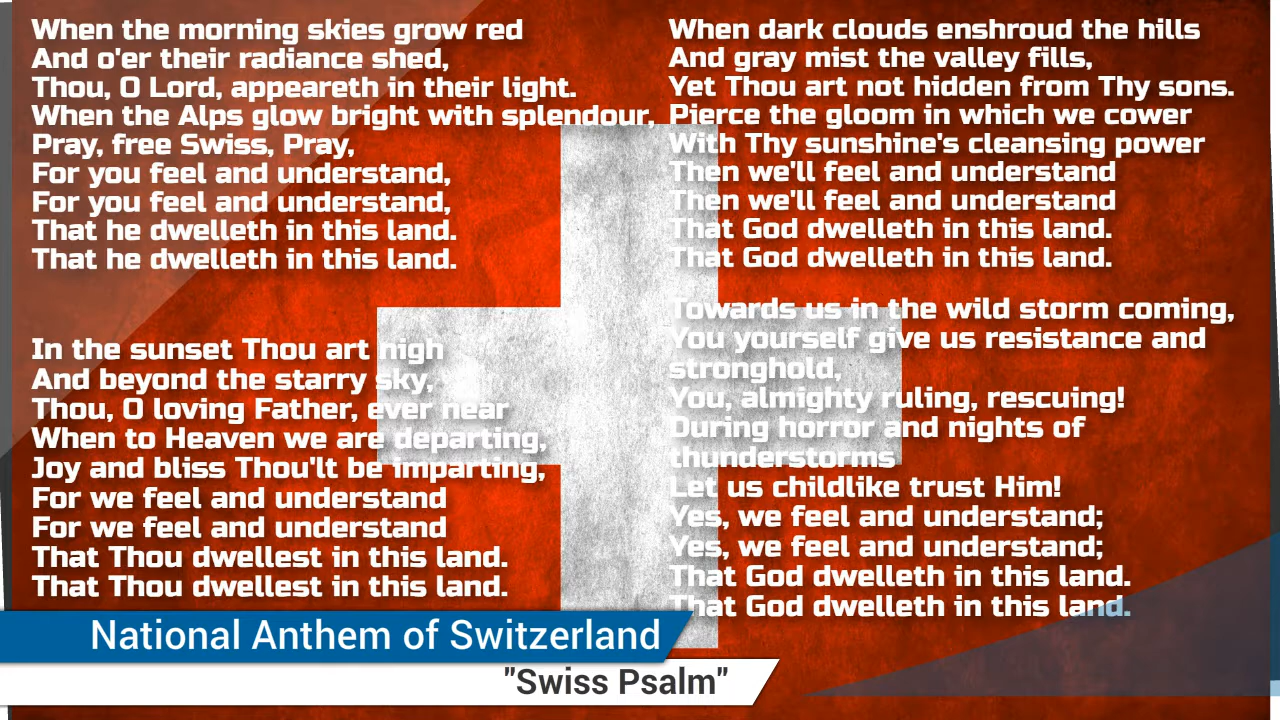 When the morning skies grow red
And o'er their radiance shed,
Thou, O Lord, appeareth in their light.
When the Alps glow bright with splendour,
Pray, free Swiss, Pray,
For you feel and understand,
For you feel and understand,
That he dwelleth in this land.
That he dwelleth in this land.
In the sunset Thou art nigh
And beyond the starry sky,
Thou, O loving Father, ever near
When to Heaven we are departing,
Joy and bliss Thou'lt be imparting,
For we feel and understand
For we feel and understand
That Thou dwellest in this land.
That Thou dwellest in this land.
When dark clouds enshroud the hills
And gray mist the valley fills,
Yet Thou art not hidden from Thy sons.
Pierce the gloom in which we cower
With Thy sunshine's cleansing power
Then we'll feel and understand
Then we'll feel and understand
That God dwelleth in this land.
That God dwelleth in this land.
Towards us in the wild storm coming,
You yourself give us resistance and
stronghold,
You, almighty ruling, rescuing!
During horror and nights of
thunderstorms
Let us childlike trust Him!
Yes, we feel and understand;
Yes, we feel and understand;
That God dwelleth in this land.
That God dwelleth in this land.
National Anthem of Switzerland
"Swiss Psalm"